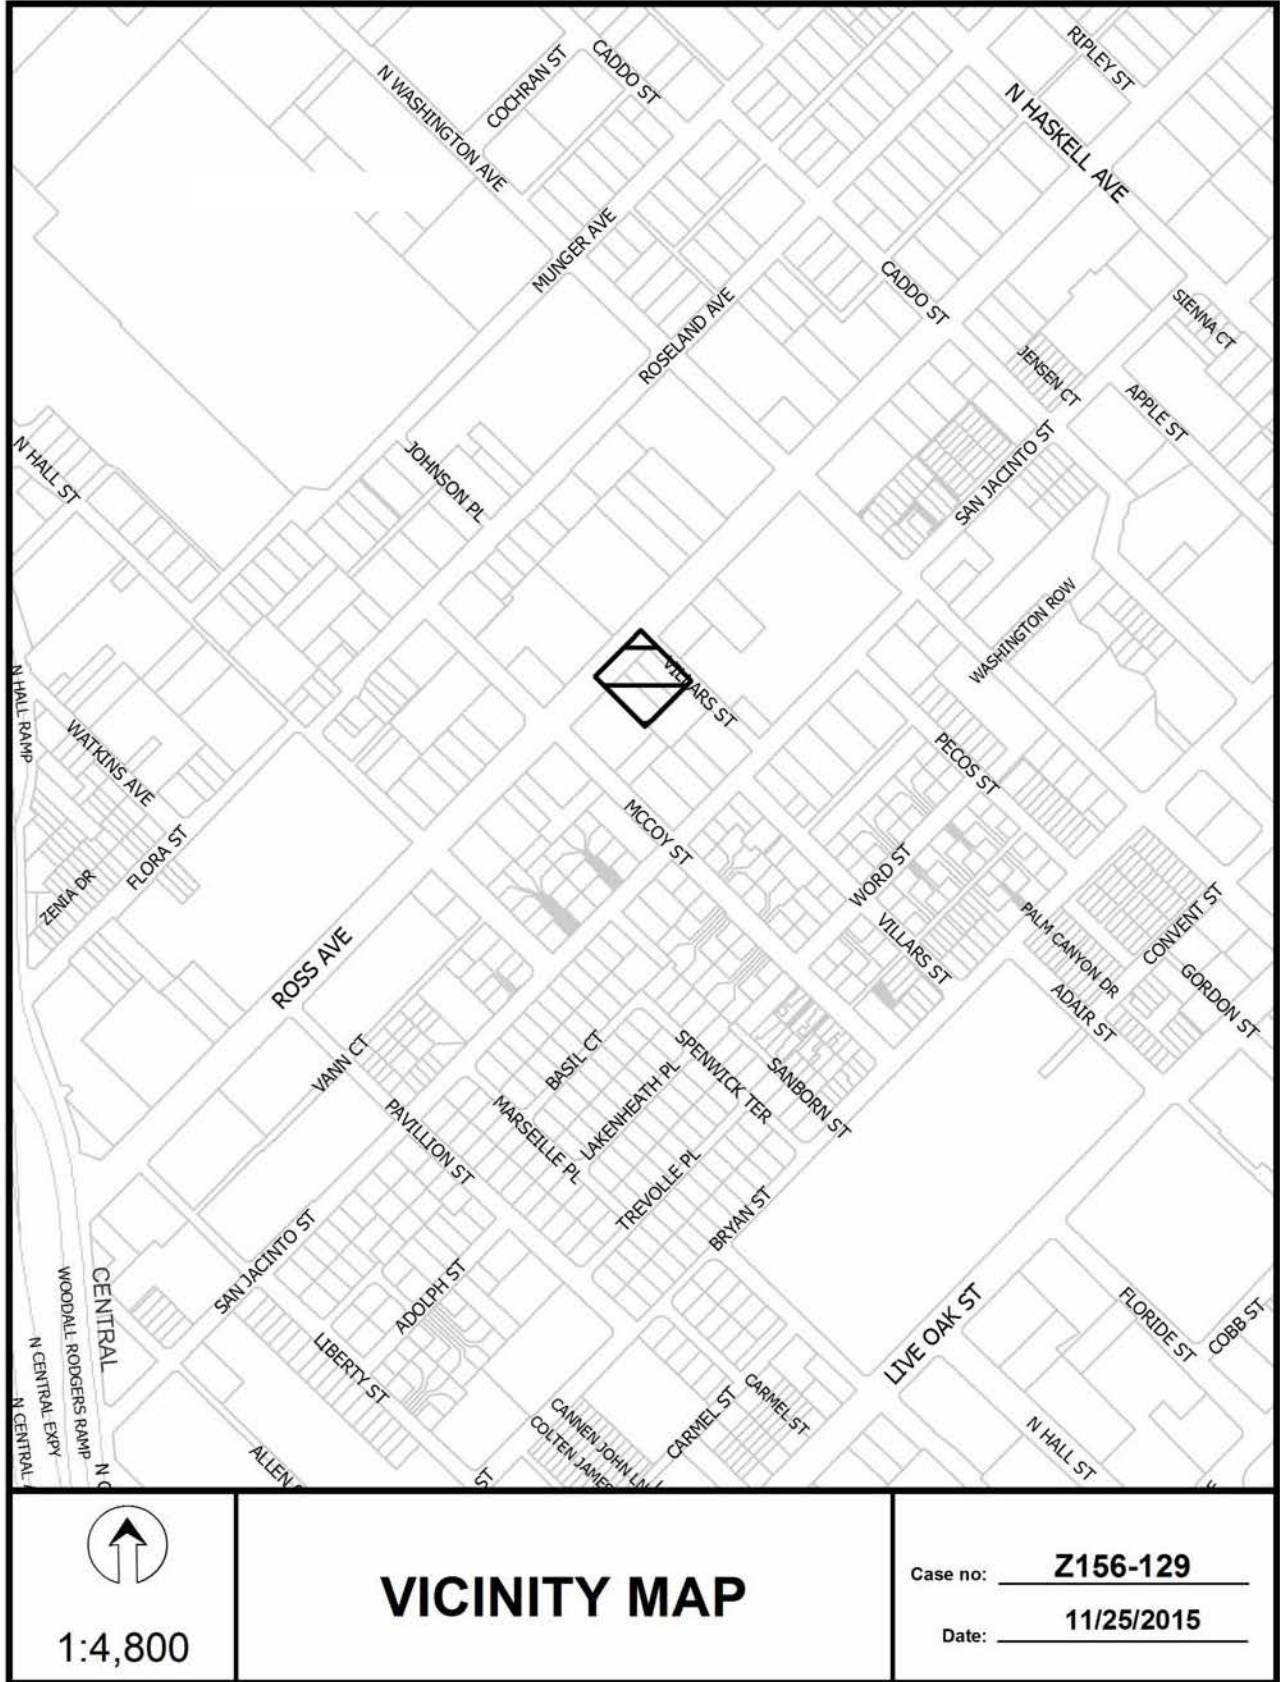 RIPLEY ST
CADDO ST
COCHRAN ST
N WASHINGTON AVE
N HASKELL AVE
MUNGER AVE
CADDO ST
ROSELAND AVE
SIENNA CT
JENSEN CT
APPLE ST
N HALL ST
JOHNSON PL
SAN JACINTO ST
WASHINGTON ROW
VILLARS ST
N HALL RAMP
WATKINS AVE
PECOS ST
MCCOY ST
FLORA ST
ZENIA DR
WORD ST
VILLARS ST
PALM CANYON DR
CONVENT ST
ROSS AVE
GORDON ST
ADAIR ST
VANN CT
BASIL CT
SPENWICK TER
LAKENHEATH PL
SANBORN ST
PAVILLION ST
MARSEILLE PL
TREVOLLE PL
BRYAN ST
SAN JACINTO ST
ADOLPH ST
CENTRAL
WOODALL RODGERS RAMP
N CENTRAL EXPY
N CENTRAL
LIBERTY ST
LIVE OAK ST
FLORIDE ST
COBB ST
CARMEL ST
CARMEL ST
CANNEN JOHN LN
COLTEN JAMES
N HALL ST
ALLEN
ST
1:4,800
VICINITY MAP
Case no: Z156-129
Date: 11/25/2015